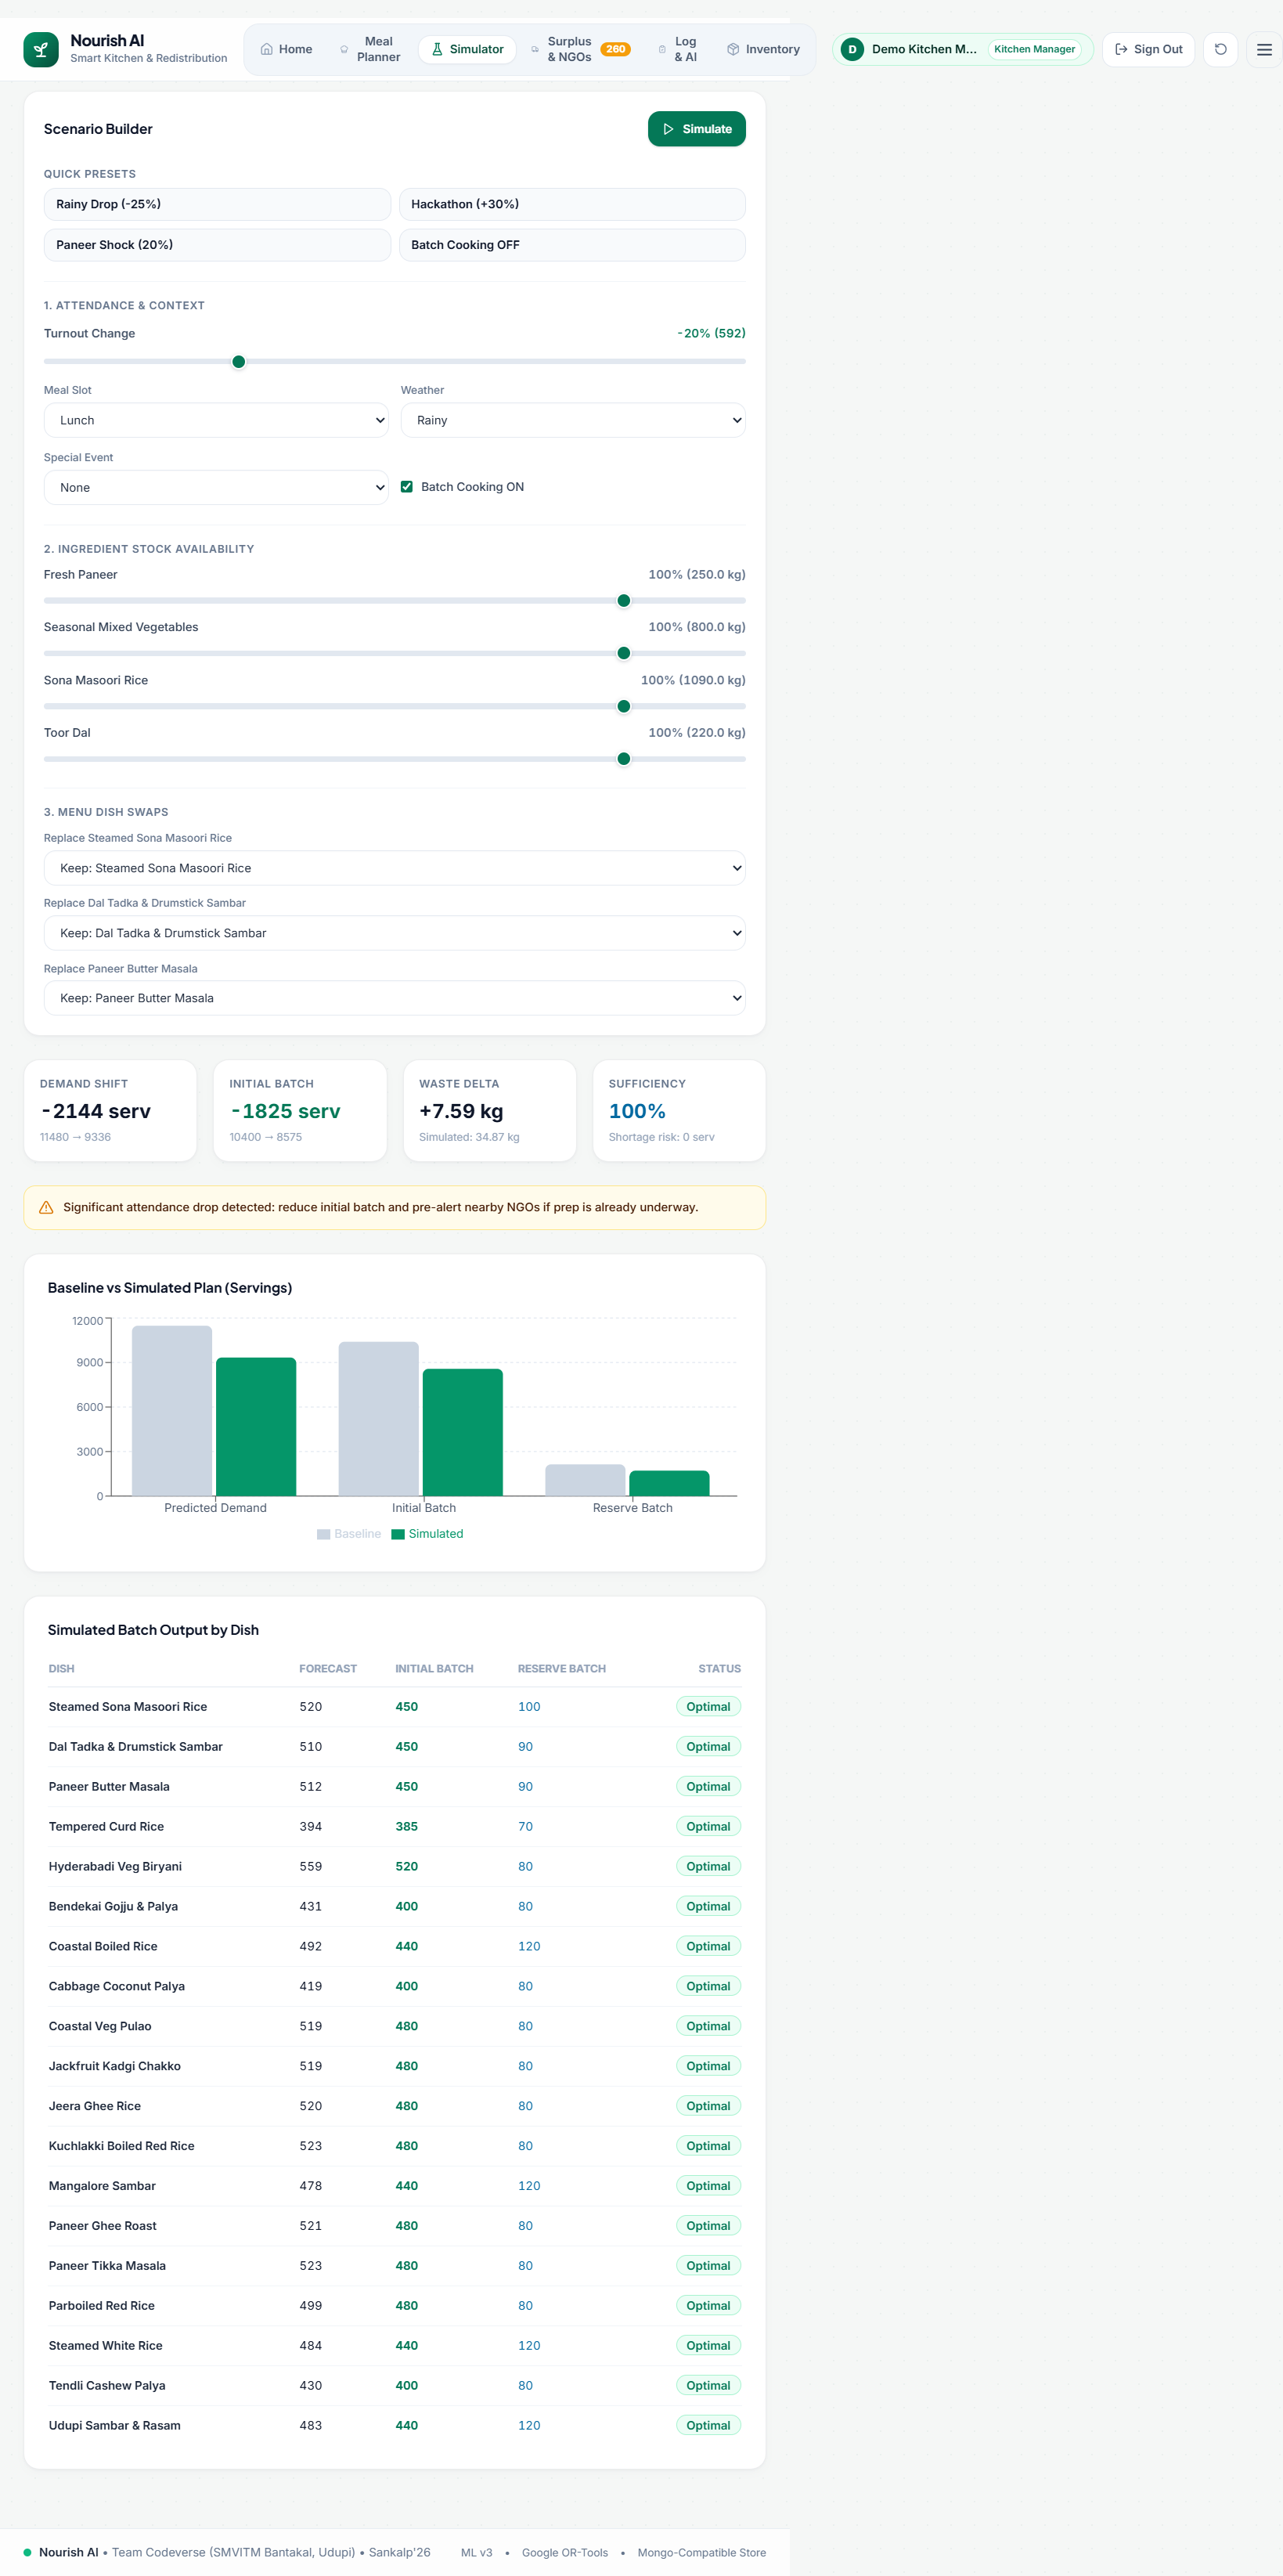 Nourish AI
Smart Kitchen & Redistribution
Home
Meal
Planner
Simulator
Surplus
& NGOs
260
Log
& AI
Inventory
D
Demo Kitchen M...
Kitchen Manager
Sign Out
Scenario Builder
Simulate
QUICK PRESETS
Rainy Drop (-25%)
Hackathon (+30%)
Paneer Shock (20%)
Batch Cooking OFF
1. ATTENDANCE & CONTEXT
Turnout Change
-20% (592)
Meal Slot
Weather
Lunch
Rainy
Special Event
None
Batch Cooking ON
2. INGREDIENT STOCK AVAILABILITY
Fresh Paneer
100% (250.0 kg)
Seasonal Mixed Vegetables
100% (800.0 kg)
Sona Masoori Rice
100% (1090.0 kg)
Toor Dal
100% (220.0 kg)
3. MENU DISH SWAPS
Replace Steamed Sona Masoori Rice
Keep: Steamed Sona Masoori Rice
Replace Dal Tadka & Drumstick Sambar
Keep: Dal Tadka & Drumstick Sambar
Replace Paneer Butter Masala
Keep: Paneer Butter Masala
DEMAND SHIFT
-2144 serv
11480 → 9336
INITIAL BATCH
-1825 serv
10400 → 8575
WASTE DELTA
+7.59 kg
Simulated: 34.87 kg
SUFFICIENCY
100%
Shortage risk: 0 serv
Significant attendance drop detected: reduce initial batch and pre-alert nearby NGOs if prep is already underway.
Baseline vs Simulated Plan (Servings)
12000
9000
6000
3000
0
Predicted Demand
Initial Batch
Reserve Batch
Baseline
Simulated
Simulated Batch Output by Dish
DISH FORECAST INITIAL BATCH RESERVE BATCH STATUS
Steamed Sona Masoori Rice 520 450 100 Optimal
Dal Tadka & Drumstick Sambar 510 450 90 Optimal
Paneer Butter Masala 512 450 90 Optimal
Tempered Curd Rice 394 385 70 Optimal
Hyderabadi Veg Biryani 559 520 80 Optimal
Bendekai Gojju & Palya 431 400 80 Optimal
Coastal Boiled Rice 492 440 120 Optimal
Cabbage Coconut Palya 419 400 80 Optimal
Coastal Veg Pulao 519 480 80 Optimal
Jackfruit Kadgi Chakko 519 480 80 Optimal
Jeera Ghee Rice 520 480 80 Optimal
Kuchlakki Boiled Red Rice 523 480 80 Optimal
Mangalore Sambar 478 440 120 Optimal
Paneer Ghee Roast 521 480 80 Optimal
Paneer Tikka Masala 523 480 80 Optimal
Parboiled Red Rice 499 480 80 Optimal
Steamed White Rice 484 440 120 Optimal
Tendli Cashew Palya 430 400 80 Optimal
Udupi Sambar & Rasam 483 440 120 Optimal
Nourish AI • Team Codeverse (SMVITM Bantakal, Udupi) • Sankalp'26
ML v3 • Google OR-Tools • Mongo-Compatible Store